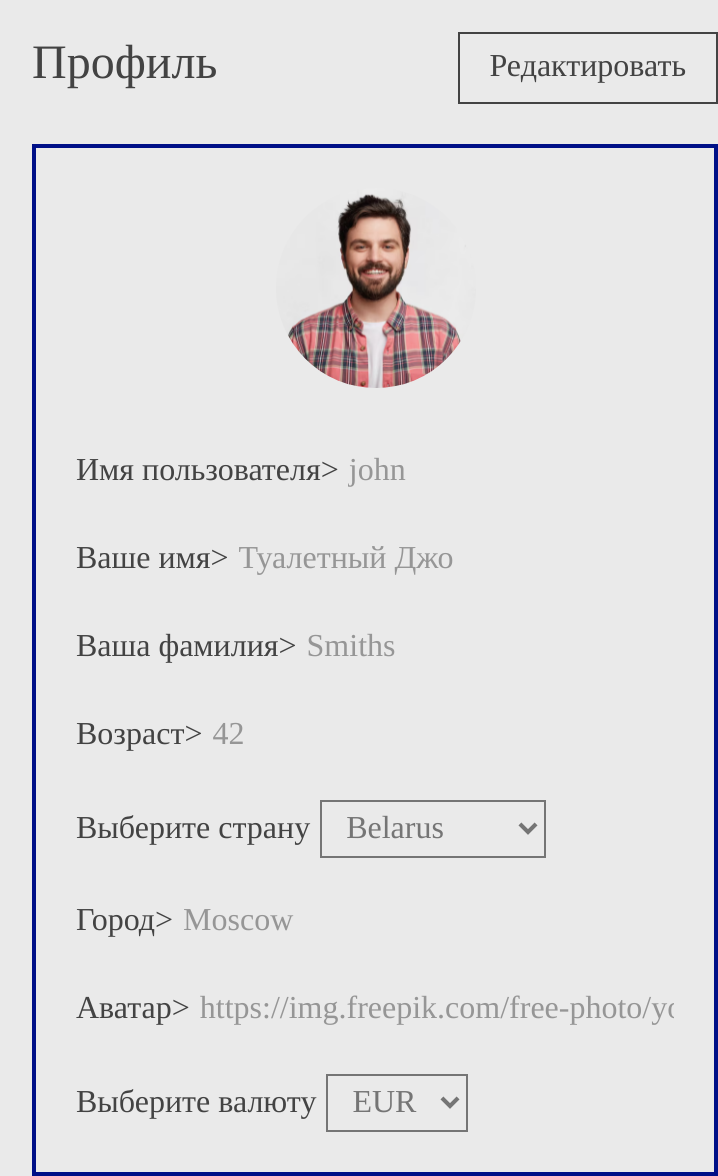 Профиль
Редактировать
Имя пользователя> john
Ваше имя> Туалетный Джо
Ваша фамилия> Smiths
Возраст> 42
Выберите страну Belarus
Город> Moscow
Аватар> https://img.freepik.com/free-photo/yo
Выберите валюту EUR